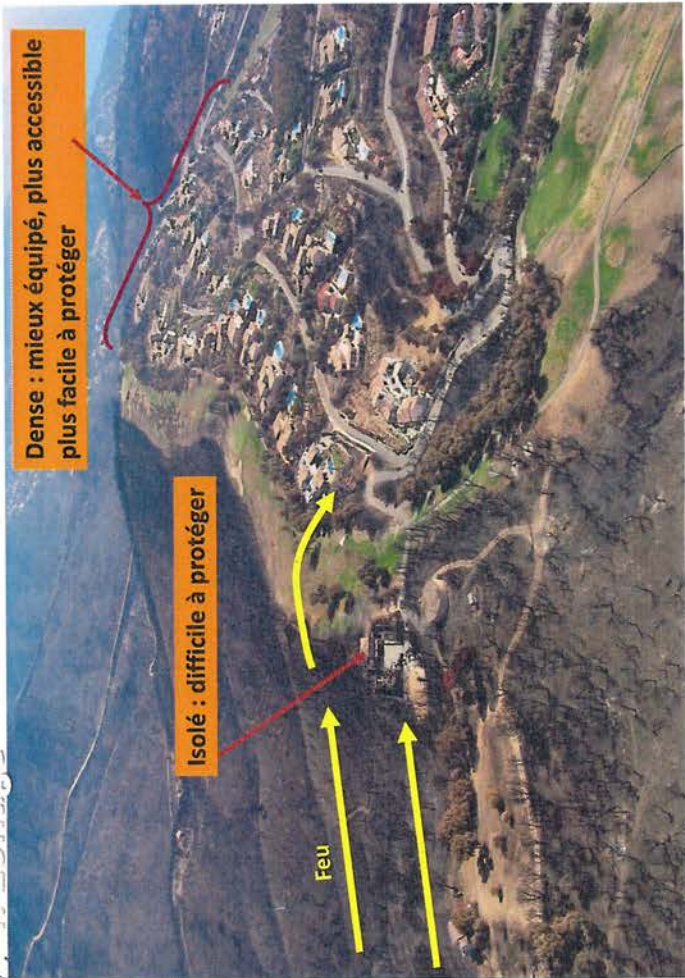 Dense : mieux équipé, plus accessible
plus facile à protéger
Isolé : difficile à protéger
Feu